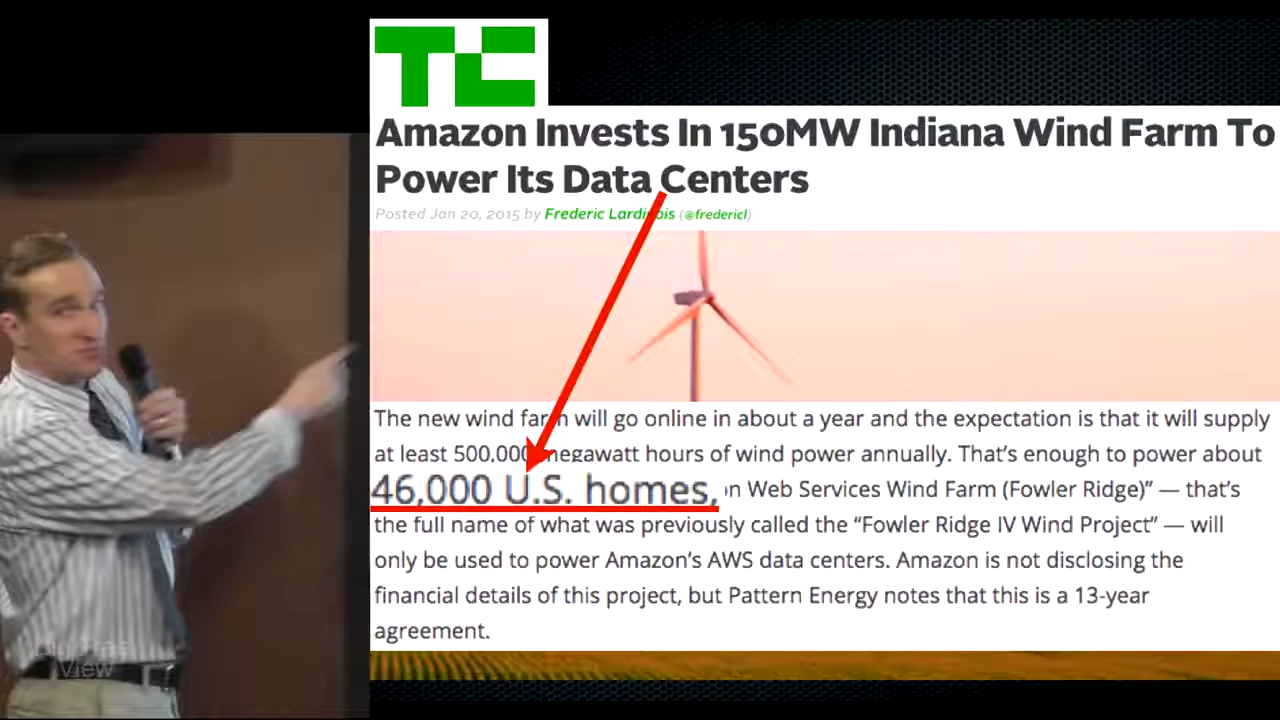 TC
Amazon Invests In 150MW Indiana Wind Farm To
Power Its Data Centers
Posted Jan 20, 2015 by Frederic Lardinois (@fredericl)
The new wind farm will go online in about a year and the expectation is that it will supply
at least 500,000 megawatt hours of wind power annually. That's enough to power about
46,000 U.S. homes, n Web Services Wind Farm (Fowler Ridge)” — that's
the full name of what was previously called the “Fowler Ridge IV Wind Project” — will
only be used to power Amazon's AWS data centers. Amazon is not disclosing the
financial details of this project, but Pattern Energy notes that this is a 13-year
agreement.
View